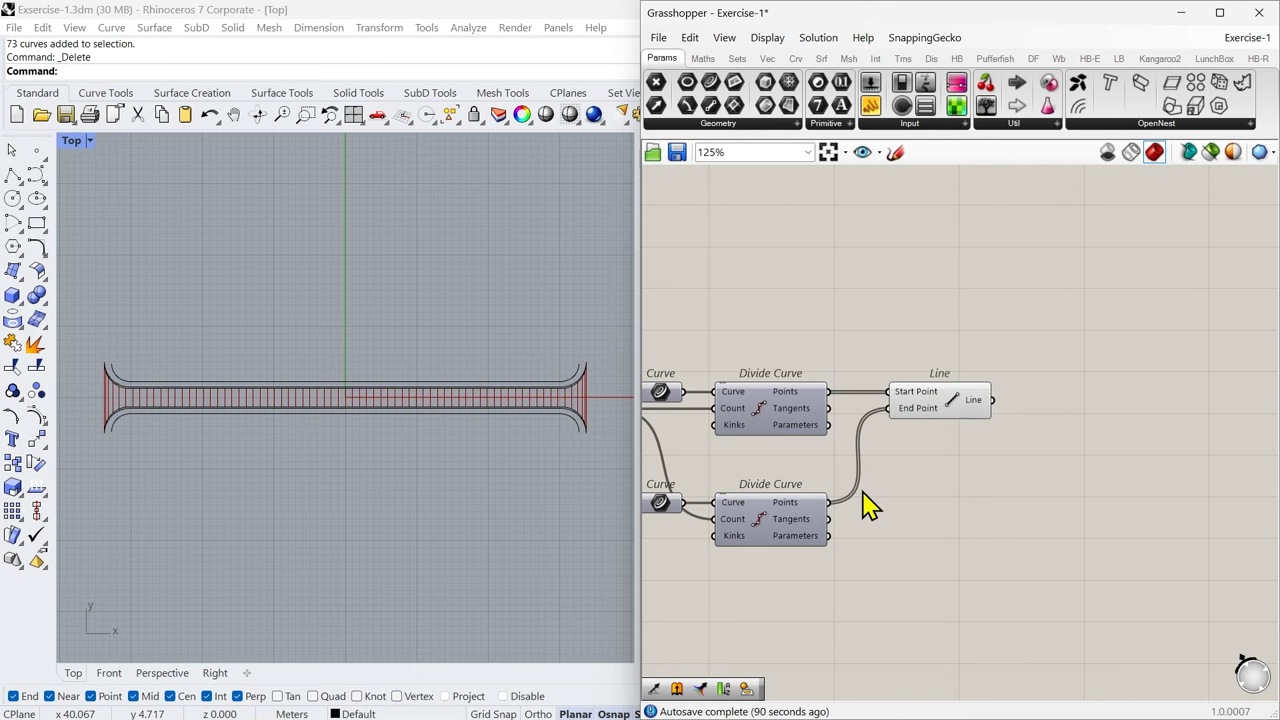 Exsercise-1.3dm (30 MB) - Rhinoceros 7 Corporate - [Top]
File Edit View Curve Surface SubD Solid Mesh Dimension Transform Tools Analyze Render Panels Help
73 curves added to selection.
Command: _Delete
Command:
Standard Curve Tools Surface Creation Surface Tools Solid Tools SubD Tools Mesh Tools CPlanes Set Vie
Top
y
x
Top Front Perspective Right
End Near Point Mid Cen Int Perp Tan Quad Knot Vertex Project Disable
CPlane x 40.067 y 4.717 z 0.000 Meters Default Grid Snap Ortho Planar Osnap S
Grasshopper - Exercise-1*
File Edit View Display Solution Help SnappingGecko Exercise-1
Params Maths Sets Vec Crv Srf Msh Int Trns Dis HB HB-E Pufferfish DF Wb Kangaroo2 LunchBox HB-R
Geometry Primitive Input Util OpenNest
125%
Curve Divide Curve Line
Curve Points Start Point Line
Count Tangents End Point
Kinks Parameters
Curve Divide Curve
Curve Points
Count Tangents
Kinks Parameters
Autosave complete (90 seconds ago) 1.0.0007